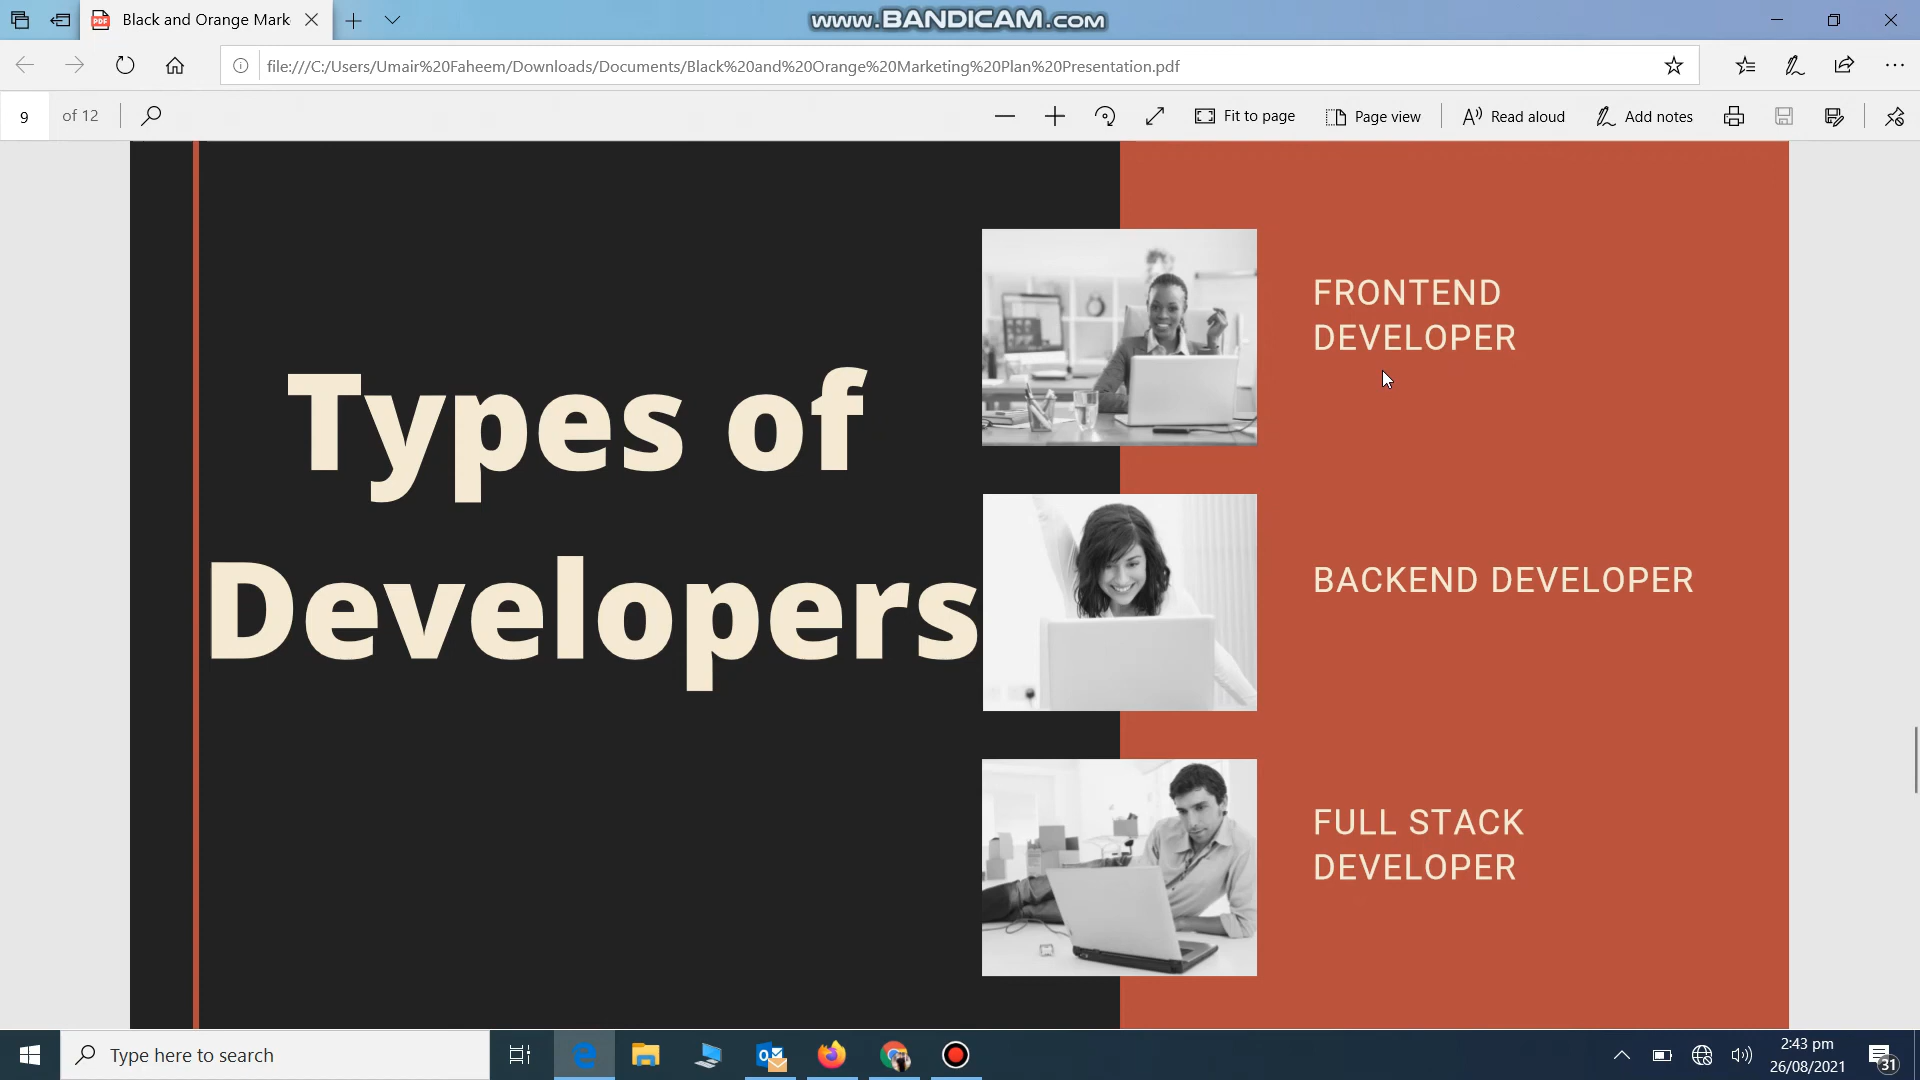 Black and Orange Mark
www.BANDICAM.com
file:///C:/Users/Umair%20Faheem/Downloads/Documents/Black%20and%20Orange%20Marketing%20Plan%20Presentation.pdf
9 of 12
Fit to page
Page view
Read aloud
Add notes
Types of
Developers
FRONTEND
DEVELOPER
BACKEND DEVELOPER
FULL STACK
DEVELOPER
Type here to search
2:43 pm
26/08/2021
31